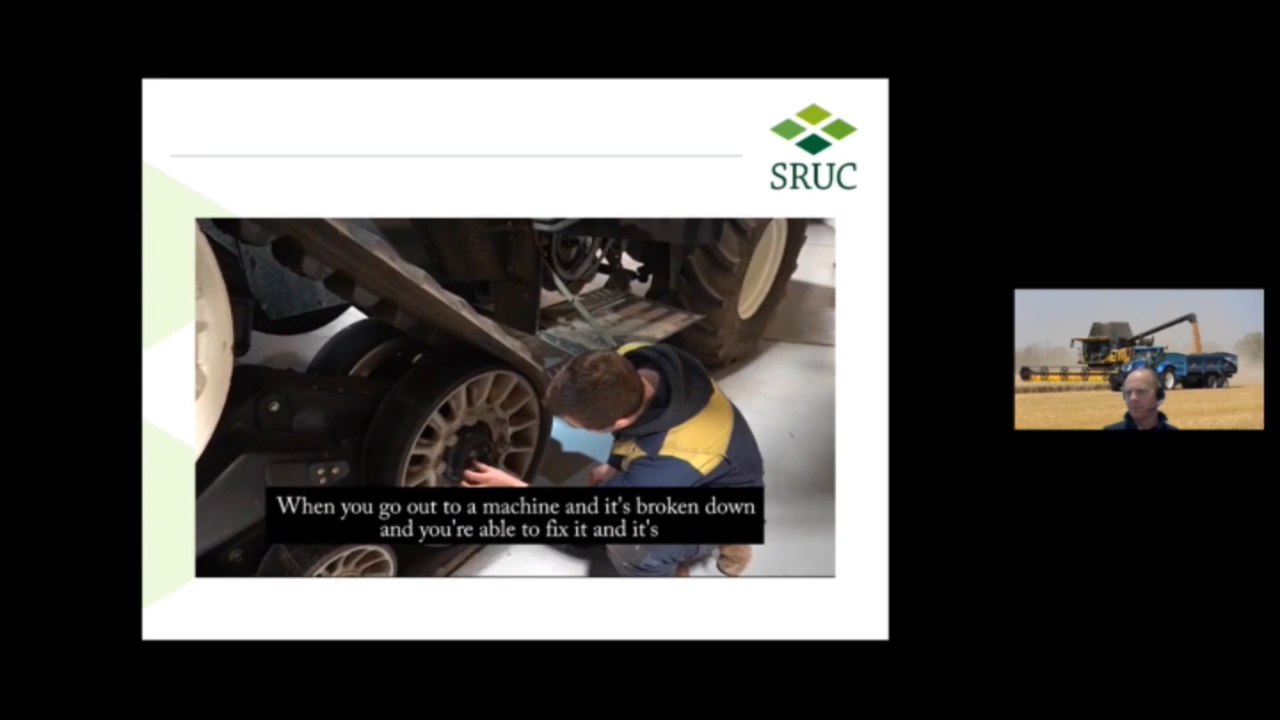 SRUC
When you go out to a machine and it's broken down
and you're able to fix it and it's